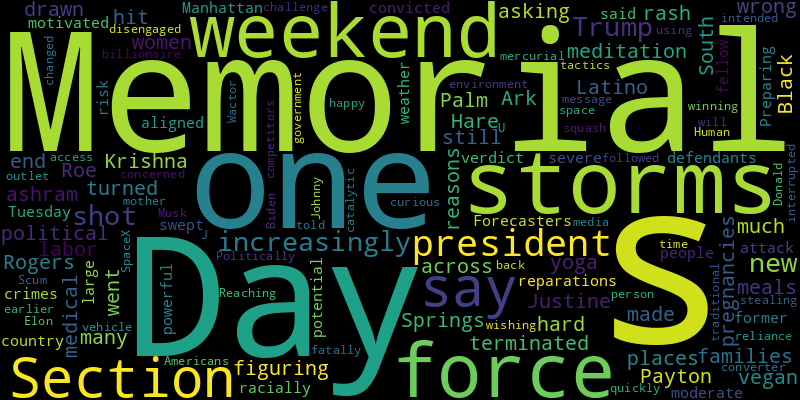 drawn
hit
Manhattan
challenge
convicted
asking
said
rash
wrong
motivated
disengaged
weekend
Trump
intended
using
women
mercurial
meditation
South
billionaire
tactics
fellow
Black
changed
Memorial
risk
Wactor
government
happy
weather
environment
Latino
message
space
Palm
Ark
winning
Preparing
aligned
Hare
U
squash
will
Human
end
access
Roe
Krishna
one
competitors
still
verdict
severe
followed
defendants
outlet
concerned
reasons
storms
Donald
interrupted
ashram
turned
mother
Johnny
catalytic
curious
Tuesday
shot
Musk
Biden
swept
J
told
Forecasters
media
much
political
SpaceX
increasingly
president
S
time
people
attack
labor
Politically
across
back
yoga
new
Rogers
large
went
Day
powerful
Reaching
potential
say
reparations
pregnancies
traditional
Scum
crimes
medical
Justine
person
meals
stealing
earlier
Elon
vehicle
Springs
wishing
hard
made
former
country
many
fatally
terminated
reliance
Americans
places
families
Section
figuring
force
converter
racially
quickly
Payton
vegan
moderate